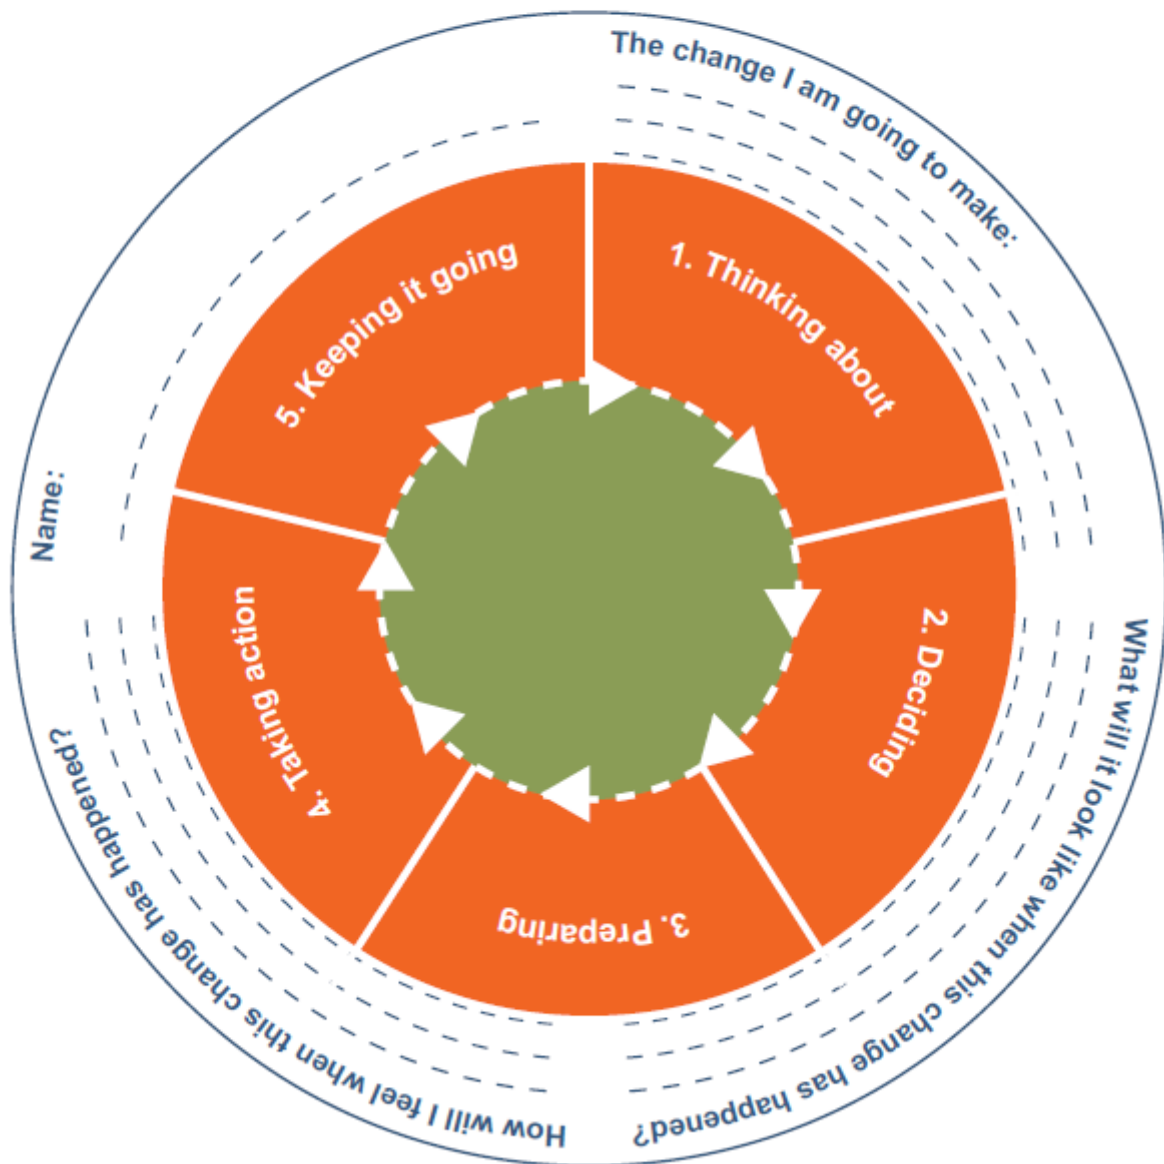 The change I am going to make:
What will it look like when this change has happened?
How will I feel when this change has happened?
Name:
1. Thinking about
2. Deciding
3. Preparing
4. Taking action
5. Keeping it going